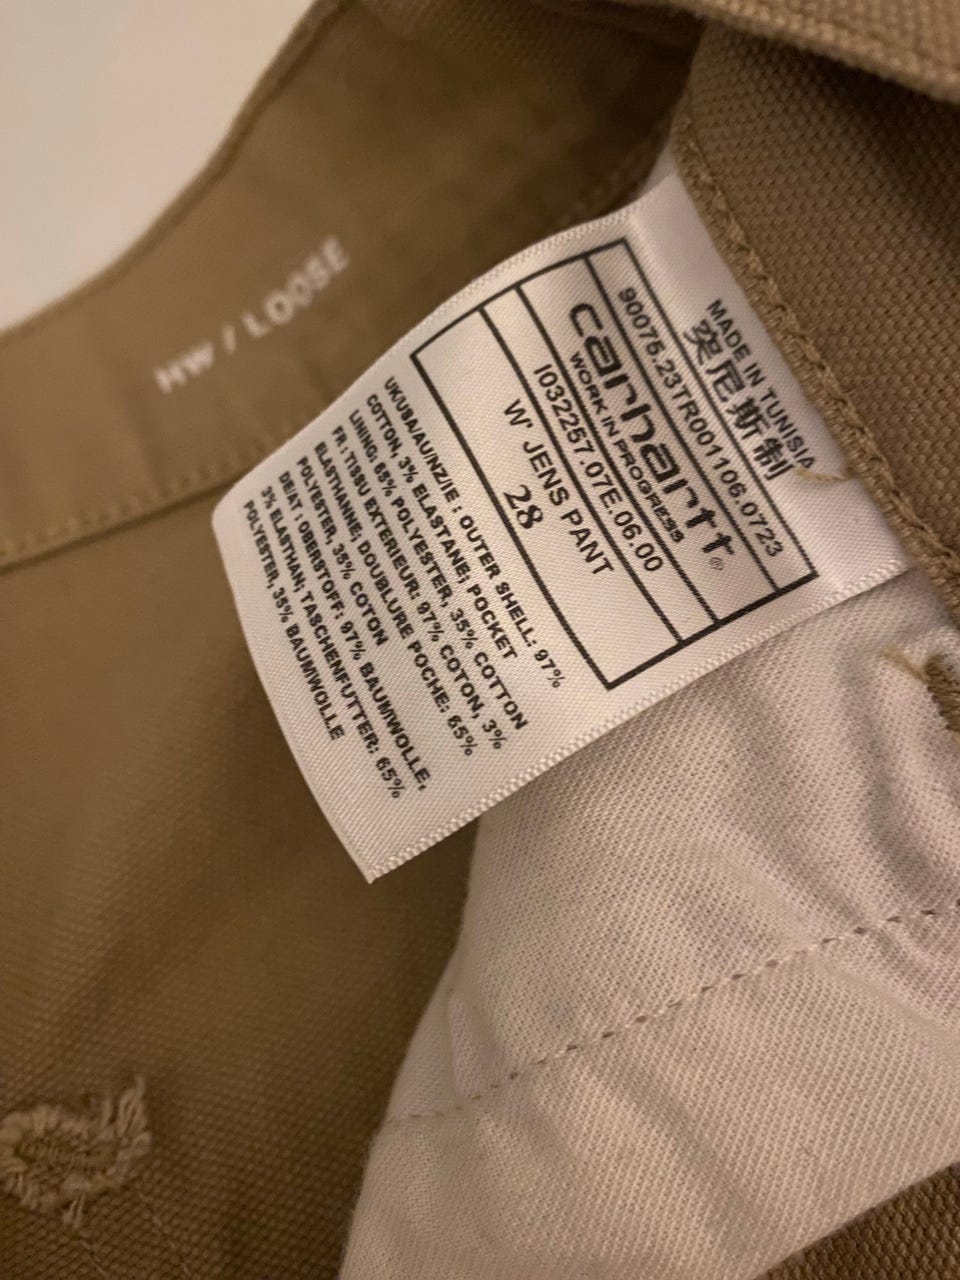 HW / LOOSE
MADE IN TUNISIA
突尼斯制
90075.23TR001106.0723
carhartt®
WORK IN PROGRESS
I032257.07E.06.00
W' JENS PANT
28
UK/USA/AU/NZ/IE : OUTER SHELL: 97%
COTTON, 3% ELASTANE; POCKET
LINING: 65% POLYESTER, 35% COTTON
FR : TISSU EXTERIEUR: 97% COTON, 3%
ELASTHANNE; DOUBLURE POCHE: 65%
POLYESTER, 35% COTON
DE/AT : OBERSTOFF: 97% BAUMWOLLE,
3% ELASTHAN; TASCHENFUTTER: 65%
POLYESTER, 35% BAUMWOLLE